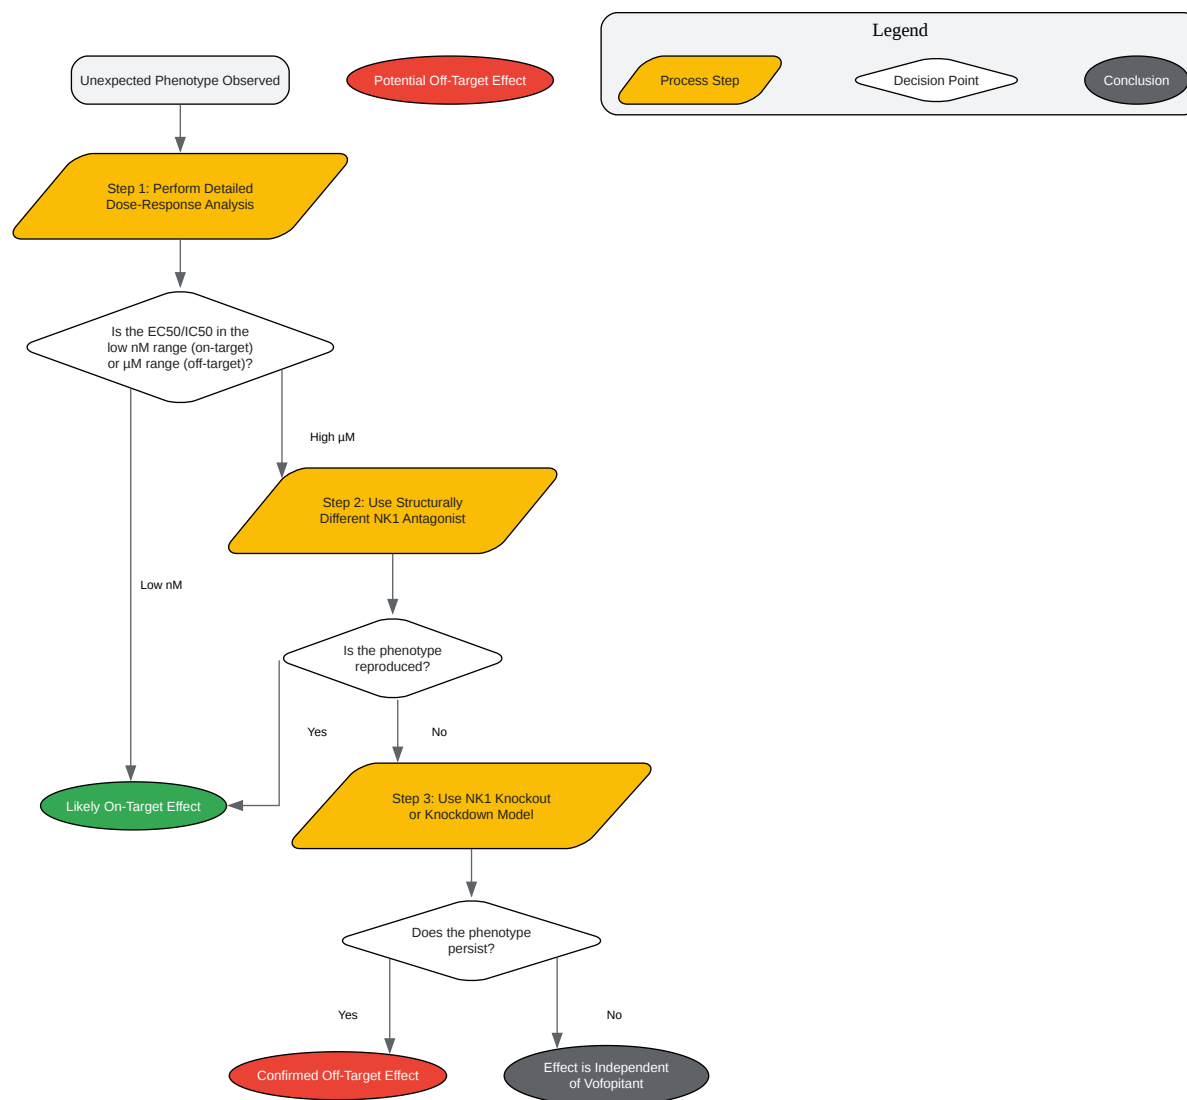 Legend
Unexpected Phenotype Observed
Potential Off-Target Effect
Process Step
Decision Point
Conclusion
Step 1: Perform Detailed
Dose-Response Analysis
Is the EC50/IC50 in the
low nM range (on-target)
or µM range (off-target)?
High µM
Step 2: Use Structurally
Different NK1 Antagonist
Low nM
Is the phenotype
reproduced?
Yes
No
Likely On-Target Effect
Step 3: Use NK1 Knockout
or Knockdown Model
Does the phenotype
persist?
Yes
No
Confirmed Off-Target Effect
Effect is Independent
of Vofopitant